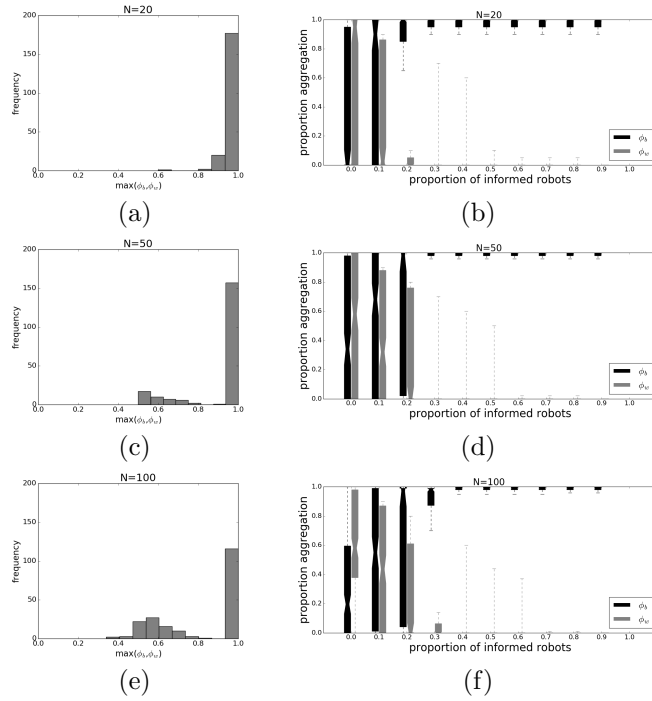 N=20
200
150
100
50
0
frequency
0.0 0.2 0.4 0.6 0.8 1.0
max(ϕb,ϕw)
(a)
N=20
1.0
0.8
0.6
0.4
0.2
0.0
proportion aggregation
ϕb
ϕw
0.0 0.1 0.2 0.3 0.4 0.5 0.6 0.7 0.8 0.9 1.0
proportion of informed robots
(b)
N=50
200
150
100
50
0
frequency
0.0 0.2 0.4 0.6 0.8 1.0
max(ϕb,ϕw)
(c)
N=50
1.0
0.8
0.6
0.4
0.2
0.0
proportion aggregation
ϕb
ϕw
0.0 0.1 0.2 0.3 0.4 0.5 0.6 0.7 0.8 0.9 1.0
proportion of informed robots
(d)
N=100
200
150
100
50
0
frequency
0.0 0.2 0.4 0.6 0.8 1.0
max(ϕb,ϕw)
(e)
N=100
1.0
0.8
0.6
0.4
0.2
0.0
proportion aggregation
ϕb
ϕw
0.0 0.1 0.2 0.3 0.4 0.5 0.6 0.7 0.8 0.9 1.0
proportion of informed robots
(f)